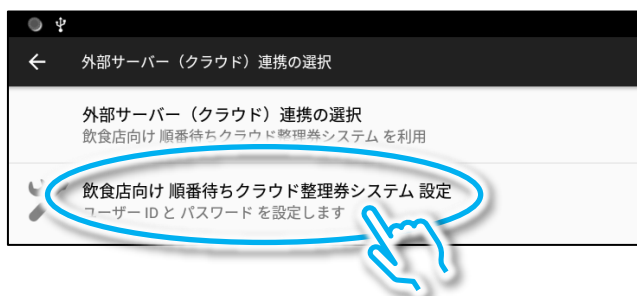 外部サーバー（クラウド）連携の選択
外部サーバー（クラウド）連携の選択
飲食店向け 順番待ちクラウド整理券システム を利用
飲食店向け 順番待ちクラウド整理券システム 設定
ユーザー ID と パスワード を設定します